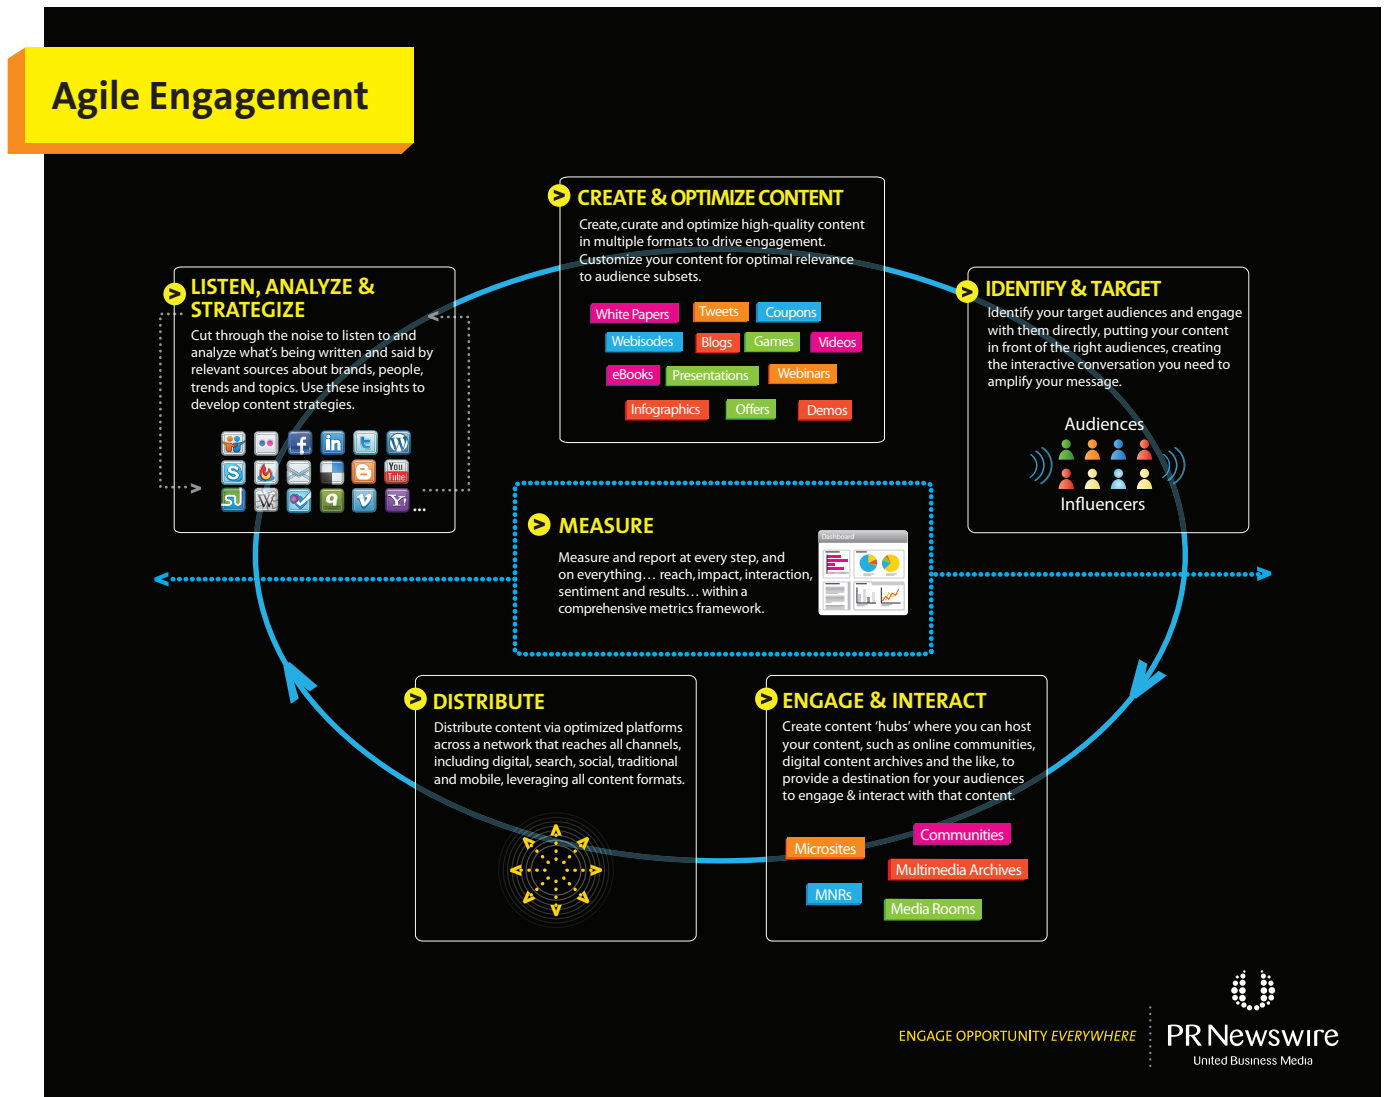 Agile Engagement
CREATE & OPTIMIZE CONTENT
Create, curate and optimize high-quality content
in multiple formats to drive engagement.
Customize your content for optimal relevance
to audience subsets.
White Papers
Tweets
Coupons
Webisodes
Blogs
Games
Videos
eBooks
Presentations
Webinars
Infographics
Offers
Demos
LISTEN, ANALYZE &
STRATEGIZE
Cut through the noise to listen to and
analyze what's being written and said by
relevant sources about brands, people,
trends and topics. Use these insights to
develop content strategies.
You
Tube
...
IDENTIFY & TARGET
Identify your target audiences and engage
with them directly, putting your content
in front of the right audiences, creating
the interactive conversation you need to
amplify your message.
Audiences
Influencers
MEASURE
Measure and report at every step, and
on everything... reach, impact, interaction,
sentiment and results... within a
comprehensive metrics framework.
Dashboard
DISTRIBUTE
Distribute content via optimized platforms
across a network that reaches all channels,
including digital, search, social, traditional
and mobile, leveraging all content formats.
ENGAGE & INTERACT
Create content 'hubs' where you can host
your content, such as online communities,
digital content archives and the like, to
provide a destination for your audiences
to engage & interact with that content.
Communities
Microsites
Multimedia Archives
MNRs
Media Rooms
ENGAGE OPPORTUNITY EVERYWHERE
PR Newswire
United Business Media